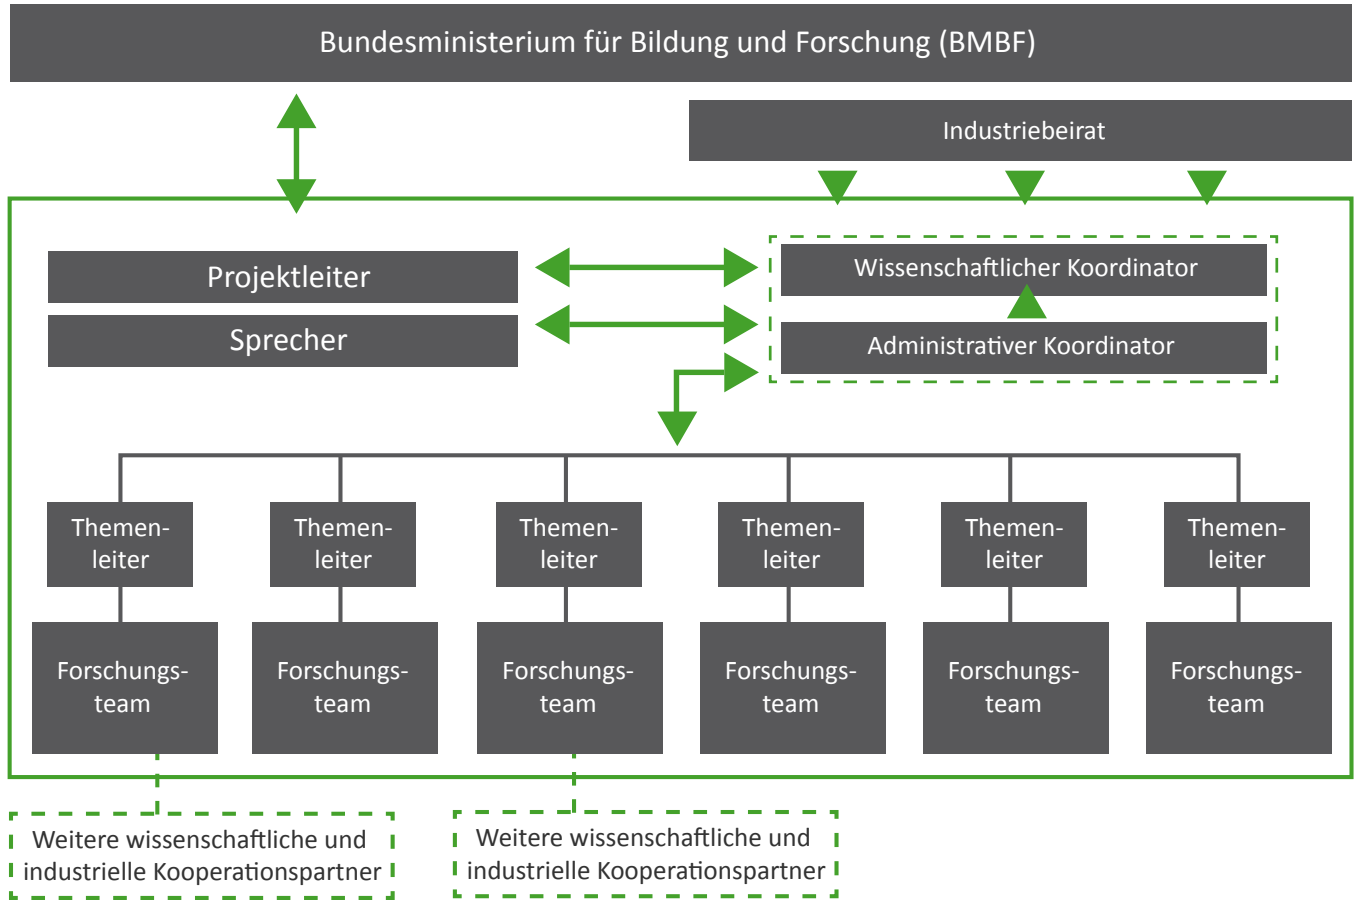 Bundesministerium für Bildung und Forschung (BMBF)
Industriebeirat
Projektleiter
Sprecher
Wissenschaftlicher Koordinator
Administrativer Koordinator
Themen-
leiter
Themen-
leiter
Themen-
leiter
Themen-
leiter
Themen-
leiter
Themen-
leiter
Forschungs-
team
Forschungs-
team
Forschungs-
team
Forschungs-
team
Forschungs-
team
Forschungs-
team
Weitere wissenschaftliche und
industrielle Kooperationspartner
Weitere wissenschaftliche und
industrielle Kooperationspartner